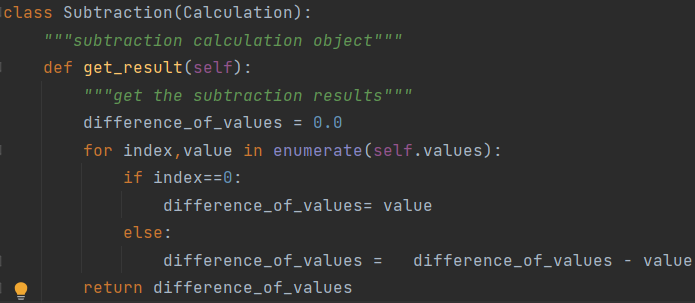 class Subtraction(Calculation):
    """subtraction calculation object"""
    def get_result(self):
        """get the subtraction results"""
        difference_of_values = 0.0
        for index,value in enumerate(self.values):
            if index==0:
                difference_of_values= value
            else:
                difference_of_values =   difference_of_values - value
        return difference_of_values